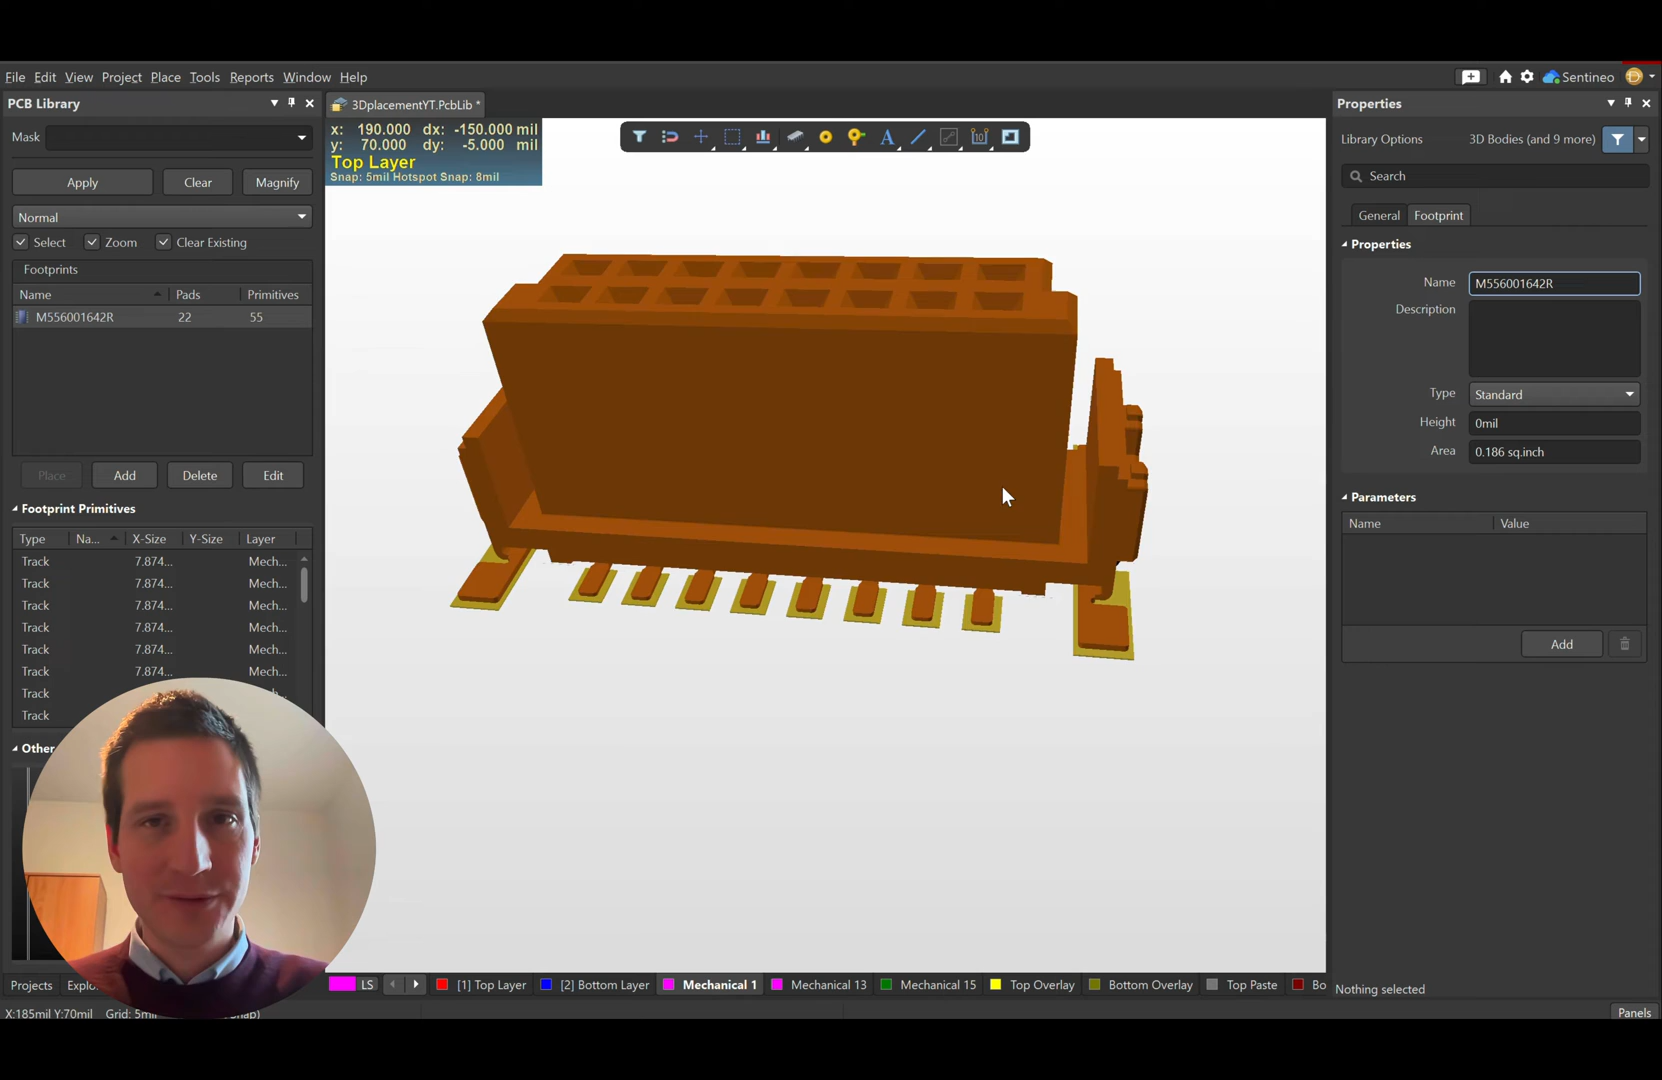 File Edit View Project Place Tools Reports Window Help
Sentineo
PCB Library
3DplacementYT.PcbLib *
Properties
Mask
x: 190.000 dx: -150.000 mil
y: 70.000 dy: -5.000 mil
Top Layer
Snap: 5mil Hotspot Snap: 8mil
Library Options 3D Bodies (and 9 more)
Apply Clear Magnify
Search
Normal
General Footprint
Select Zoom Clear Existing
Properties
Footprints
Name Pads Primitives
M556001642R 22 55
Name M556001642R
Description
Type Standard
Height 0mil
Area 0.186 sq.inch
Place Add Delete Edit
Parameters
Name Value
Footprint Primitives
Type Na... X-Size Y-Size Layer
Track 7.874... Mech...
Track 7.874... Mech...
Track 7.874... Mech...
Track 7.874... Mech...
Track 7.874... Mech...
Track 7.874... Mech...
Track
Track
Add
Other
Projects Explo
LS [1] Top Layer [2] Bottom Layer Mechanical 1 Mechanical 13 Mechanical 15 Top Overlay Bottom Overlay Top Paste Bo
Nothing selected
X:185mil Y:70mil Grid: 5mil
Panels